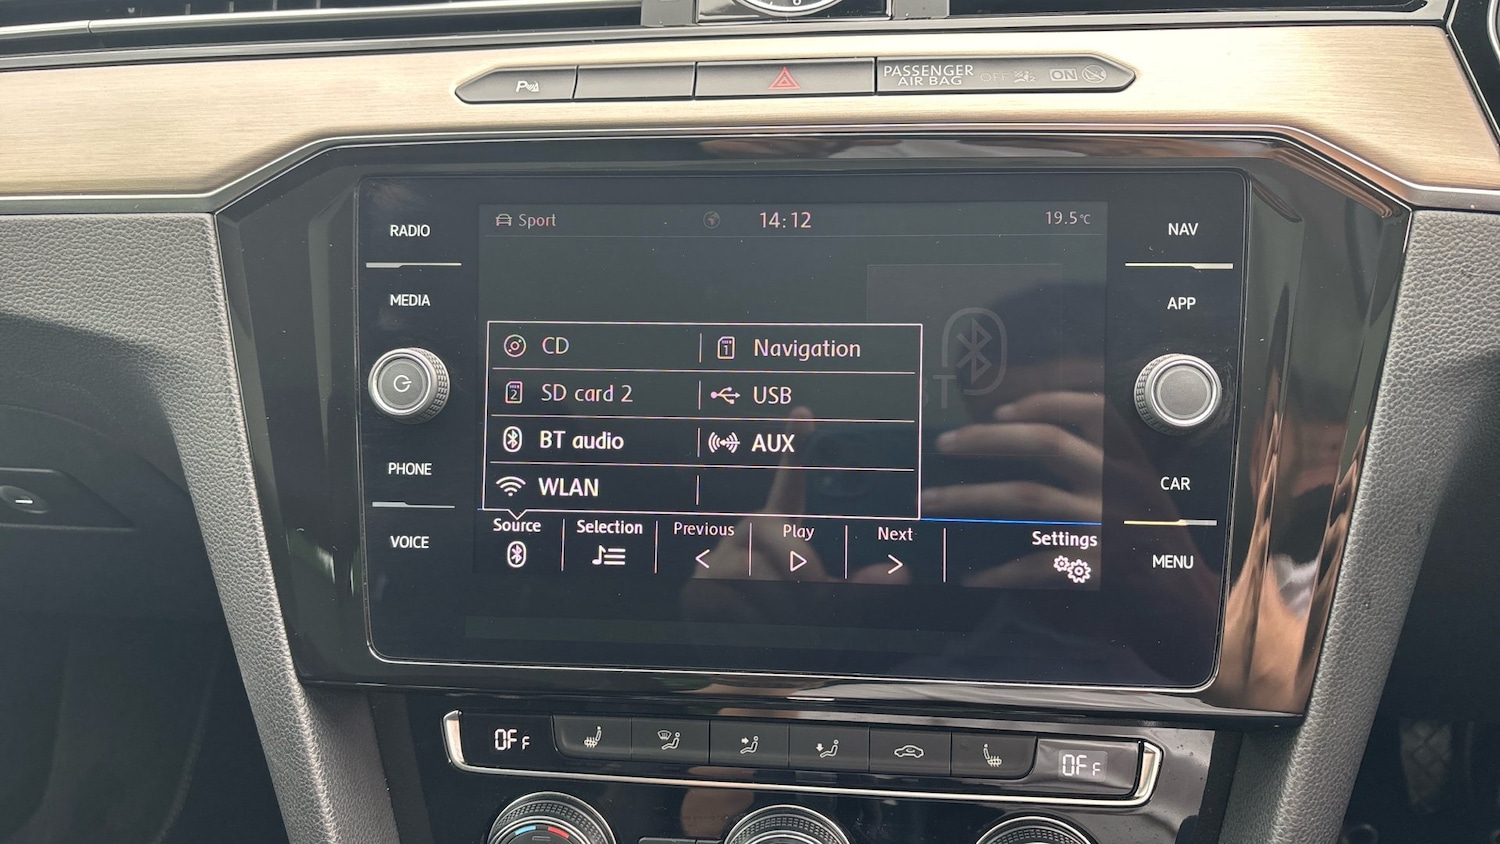 P
PASSENGER
AIR BAG
OFF
ON
RADIO
MEDIA
PHONE
VOICE
Sport
14:12
19.5°C
CD
Navigation
SD card 2
USB
BT audio
AUX
WLAN
Source
Selection
Previous
Play
Next
Settings
NAV
APP
CAR
MENU
OFF
OFF